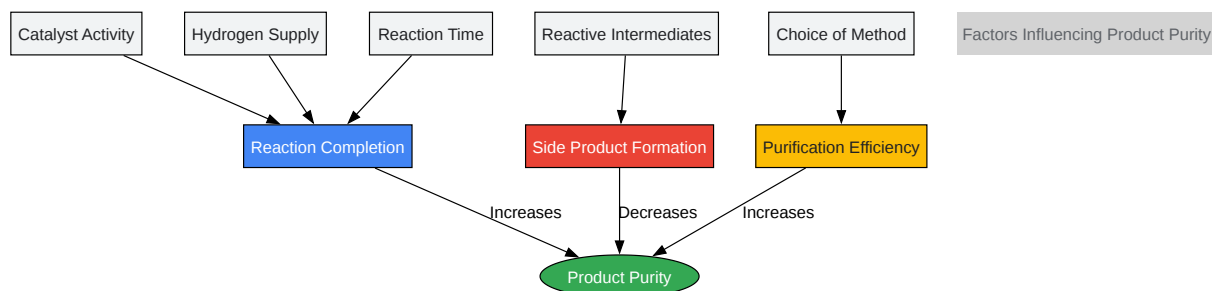 Catalyst Activity
Hydrogen Supply
Reaction Time
Reactive Intermediates
Choice of Method
Factors Influencing Product Purity
Reaction Completion
Side Product Formation
Purification Efficiency
Increases
Decreases
Increases
Product Purity